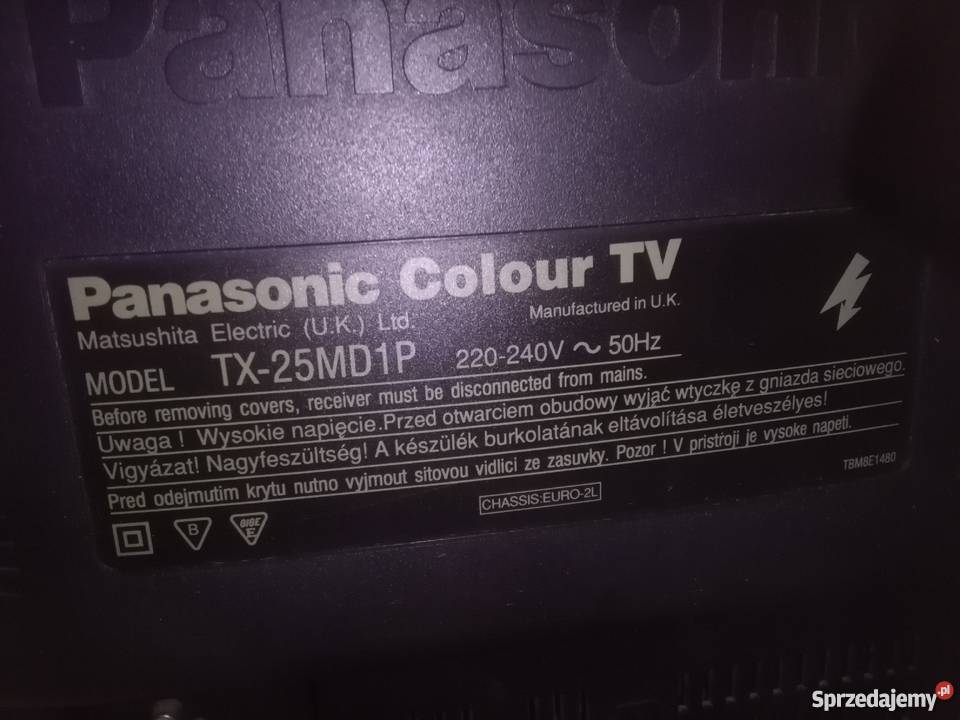 Panasonic
Panasonic Colour TV
Matsushita Electric (U.K.) Ltd.
Manufactured in U.K.
MODEL TX-25MD1P 220-240V ~ 50Hz
Before removing covers, receiver must be disconnected from mains.
Uwaga ! Wysokie napięcie.Przed otwarciem obudowy wyjąć wtyczkę z gniazda sieciowego.
Vigyázat! Nagyfeszültség! A készülék burkolatának eltávolítása életveszélyes!
Pred odejmutim krytu nutno vyjmout sitovou vidlici ze zasuvky. Pozor ! V pristroji je vysoke napeti.
TBM8E1480
CHASSIS:EURO-2L
B
GIGE
E
Sprzedajemy.pl